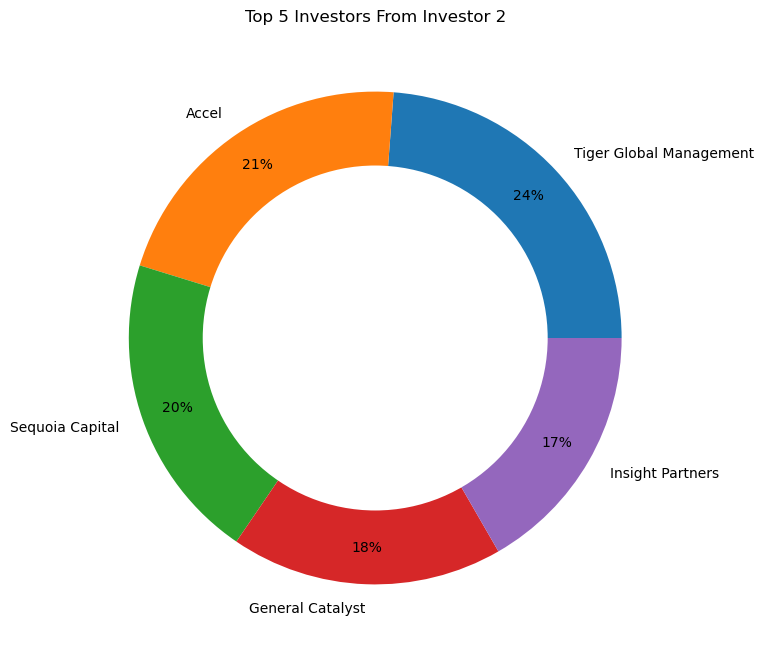 Top 5 Investors From Investor 2
Accel
21%
Tiger Global Management
24%
Sequoia Capital
20%
General Catalyst
18%
Insight Partners
17%